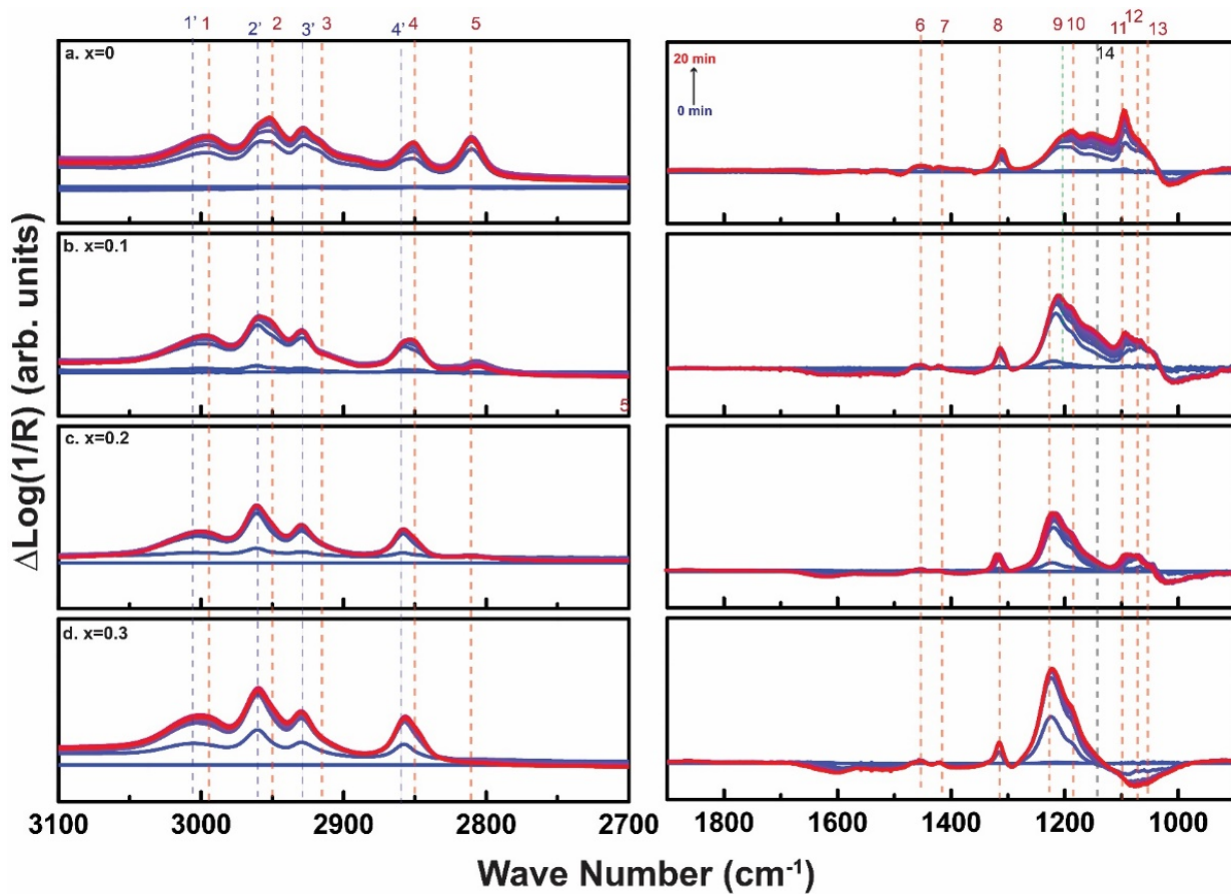 1' 1 2' 2 3' 3 4' 4 5 6 7 8 9 10 11 12 13
14
a. x=0
20 min
0 min
b. x=0.1
5
c. x=0.2
d. x=0.3
ΔLog(1/R) (arb. units)
3100 3000 2900 2800 2700 1800 1600 1400 1200 1000
Wave Number (cm⁻¹)